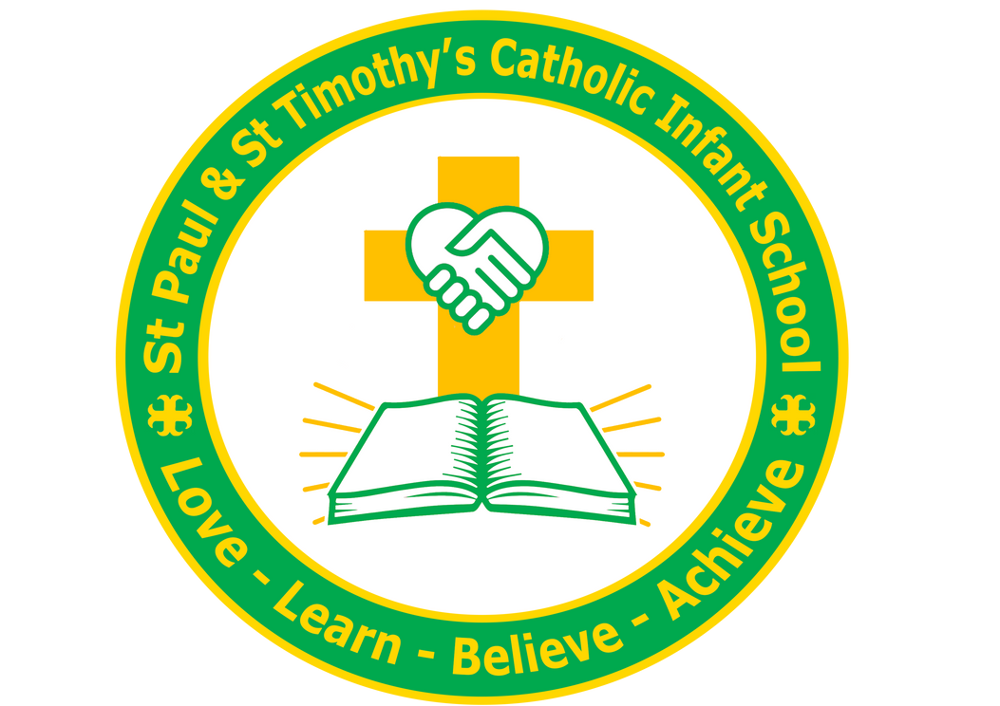 St Paul & St Timothy’s Catholic Infant School
Love - Learn - Believe - Achieve